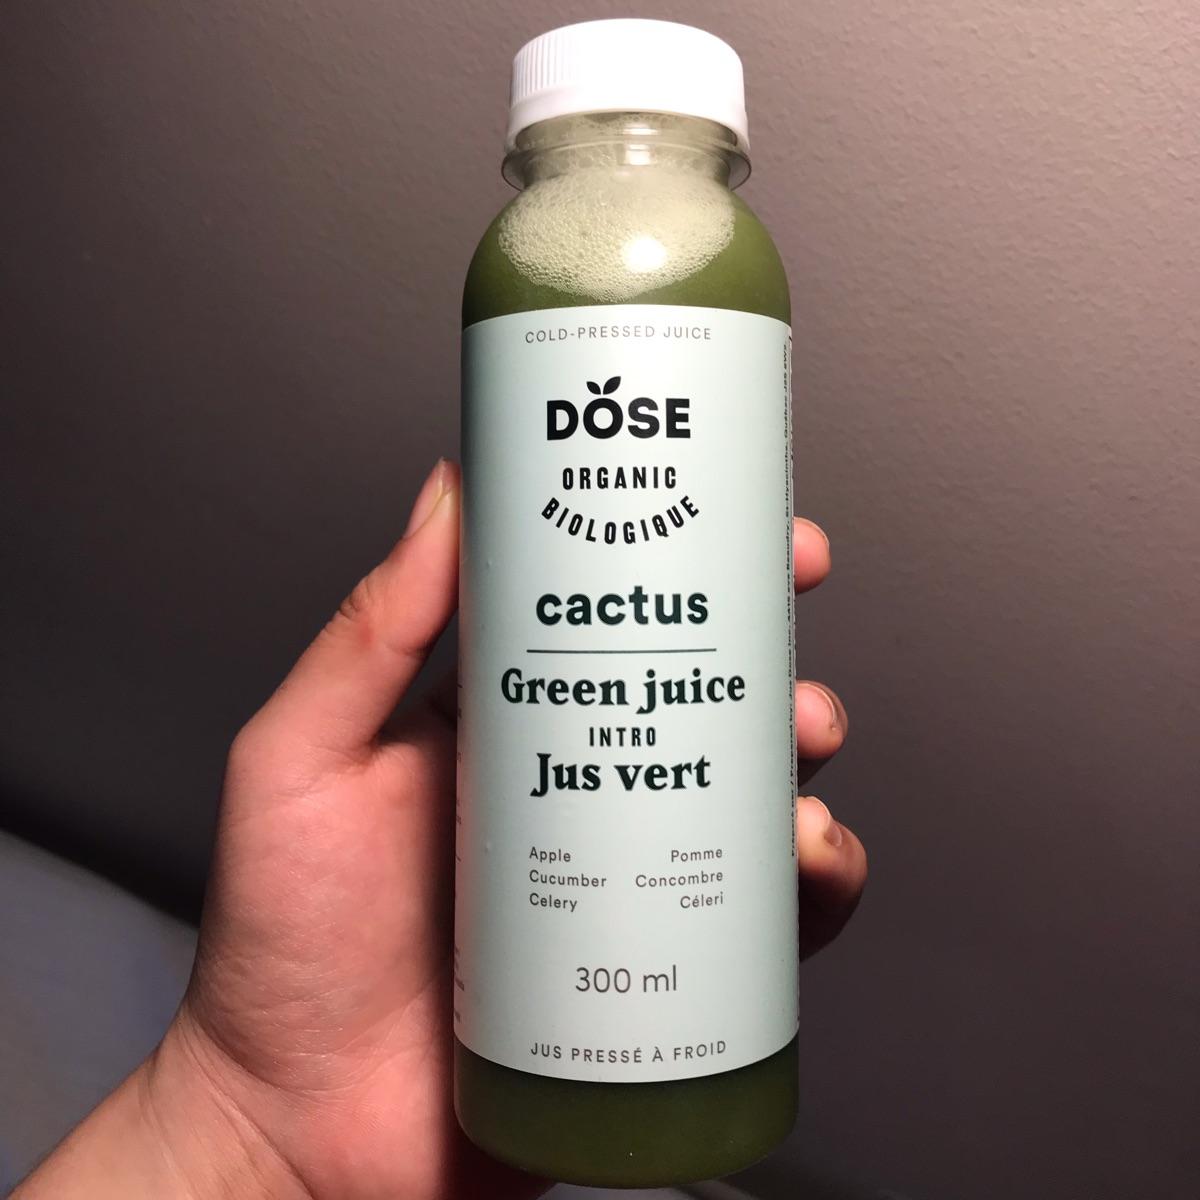 COLD-PRESSED JUICE
DOSE
ORGANIC
BIOLOGIQUE
cactus
Green juice
INTRO
Jus vert
Apple Pomme
Cucumber Concombre
Celery Céleri
300 ml
JUS PRESSÉ À FROID